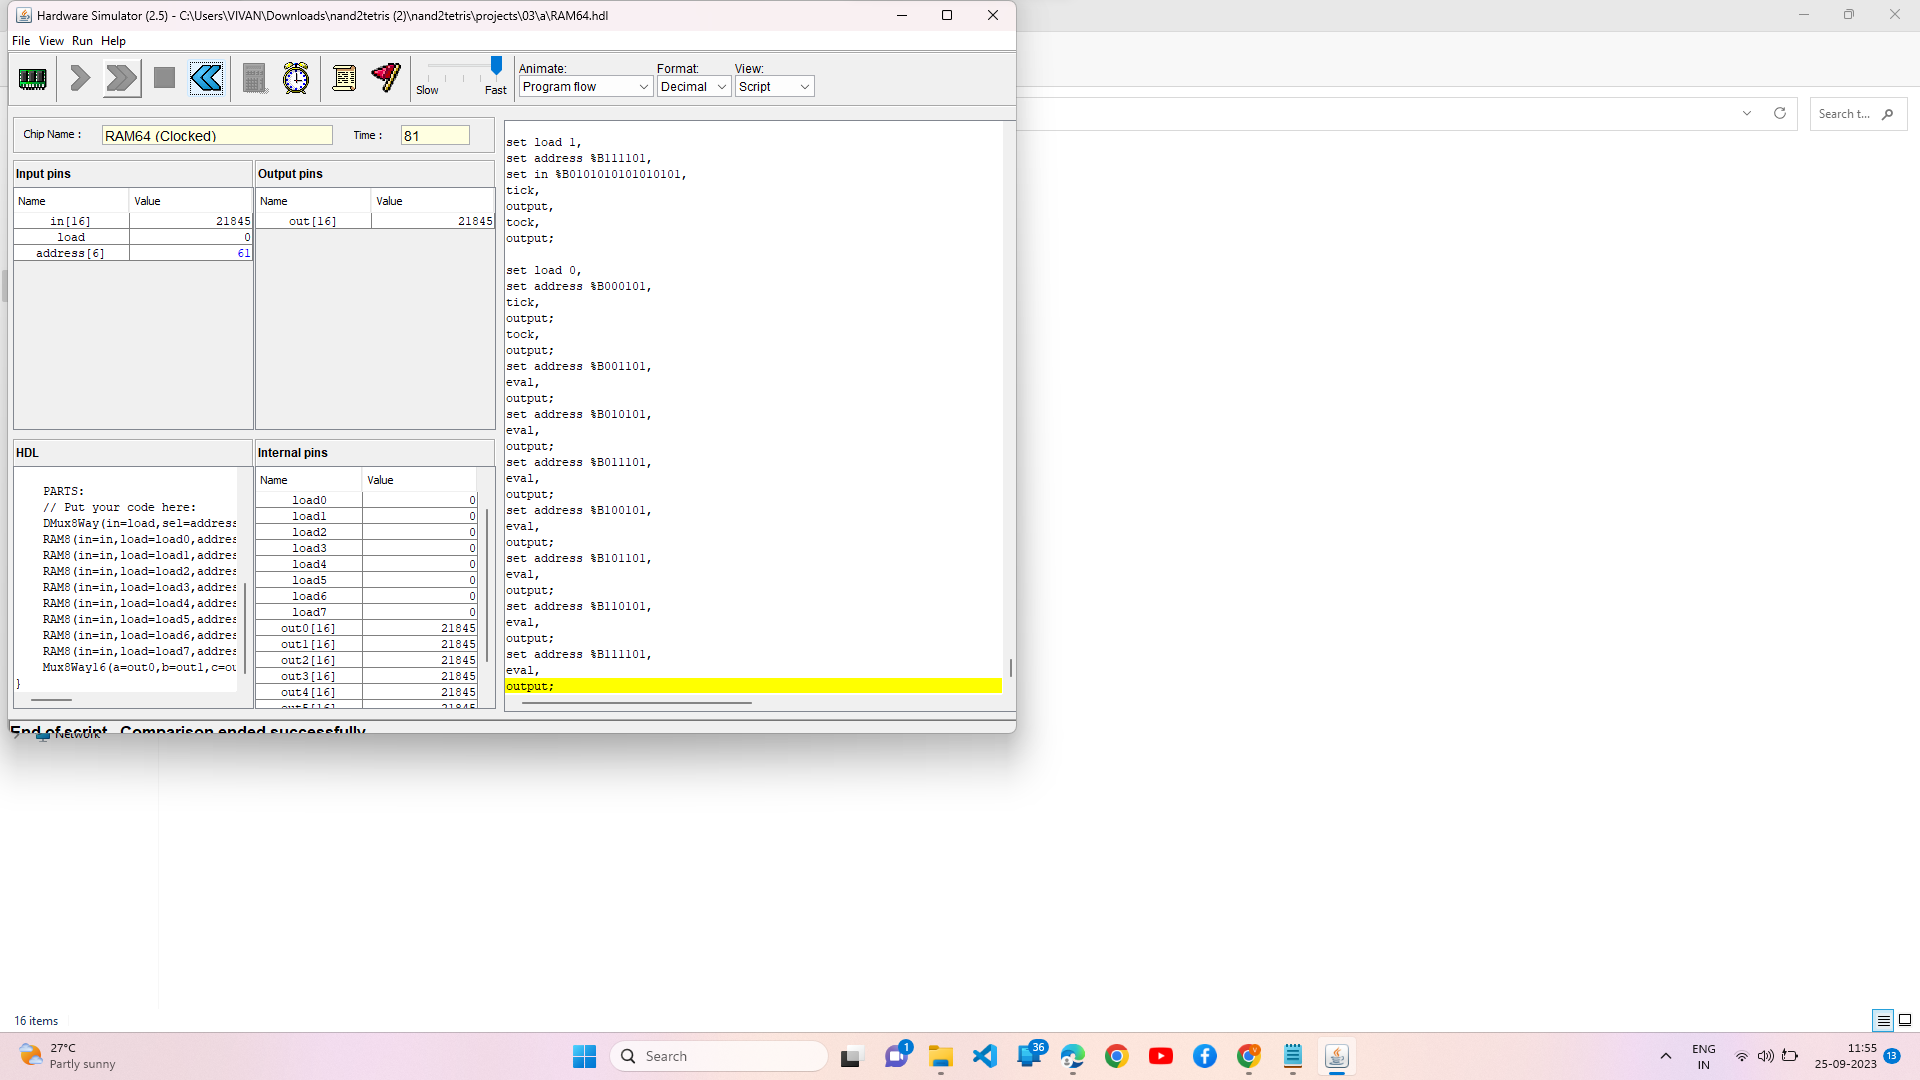 Hardware Simulator (2.5) - C:\Users\VIVAN\Downloads\nand2tetris (2)\nand2tetris\projects\03\a\RAM64.hdl
File View Run Help
Slow Fast
Animate: Format: View:
Program flow Decimal Script
Chip Name : RAM64 (Clocked) Time : 81
Input pins
Name Value
in[16] 21845
load 0
address[6] 61
Output pins
Name Value
out[16] 21845
HDL
PARTS:
// Put your code here:
DMux8Way(in=load,sel=address
RAM8(in=in,load=load0,addres
RAM8(in=in,load=load1,addres
RAM8(in=in,load=load2,addres
RAM8(in=in,load=load3,addres
RAM8(in=in,load=load4,addres
RAM8(in=in,load=load5,addres
RAM8(in=in,load=load6,addres
RAM8(in=in,load=load7,addres
Mux8Way16(a=out0,b=out1,c=ou
}
Internal pins
Name Value
load0 0
load1 0
load2 0
load3 0
load4 0
load5 0
load6 0
load7 0
out0[16] 21845
out1[16] 21845
out2[16] 21845
out3[16] 21845
out4[16] 21845
out5[16] 21845
set load 1,
set address %B111101,
set in %B0101010101010101,
tick,
output,
tock,
output;
set load 0,
set address %B000101,
tick,
output;
tock,
output;
set address %B001101,
eval,
output;
set address %B010101,
eval,
output;
set address %B011101,
eval,
output;
set address %B100101,
eval,
output;
set address %B101101,
eval,
output;
set address %B110101,
eval,
output;
set address %B111101,
eval,
output;
End of script - Comparison ended successfully
Network
Search t...
16 items
27°C
Partly sunny
Search
1
36
ENG
IN
11:55
25-09-2023
13